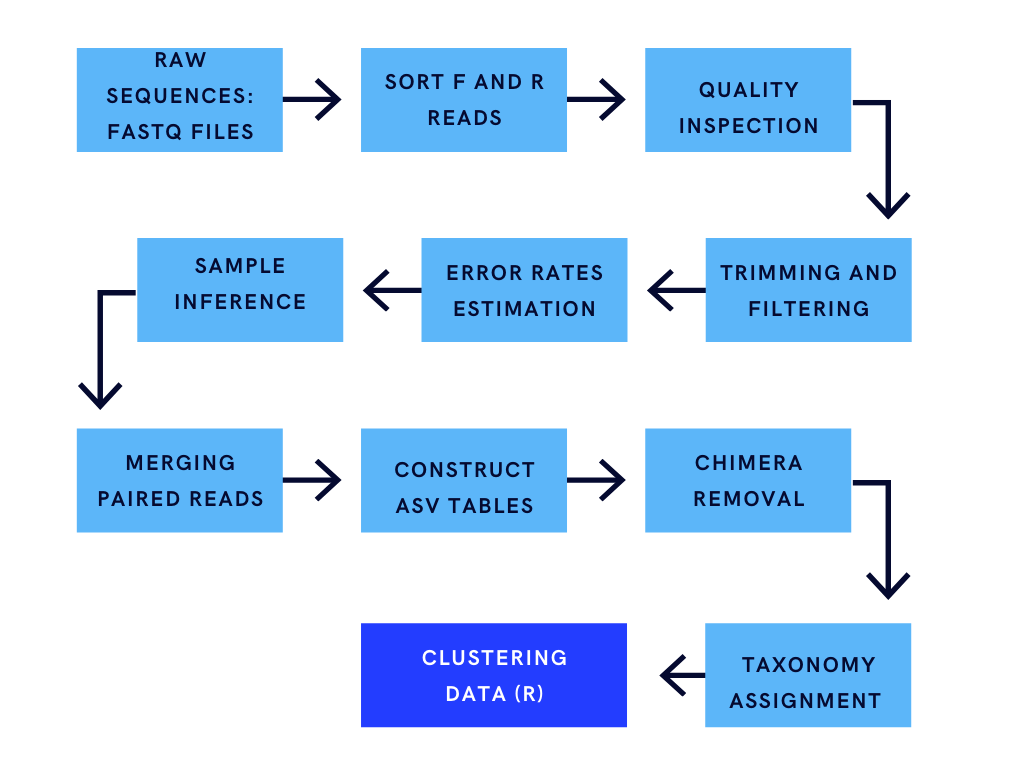 RAW
SEQUENCES:
FASTQ FILES
SORT F AND R
READS
QUALITY
INSPECTION
TRIMMING AND
FILTERING
ERROR RATES
ESTIMATION
SAMPLE
INFERENCE
MERGING
PAIRED READS
CONSTRUCT
ASV TABLES
CHIMERA
REMOVAL
TAXONOMY
ASSIGNMENT
CLUSTERING
DATA (R)